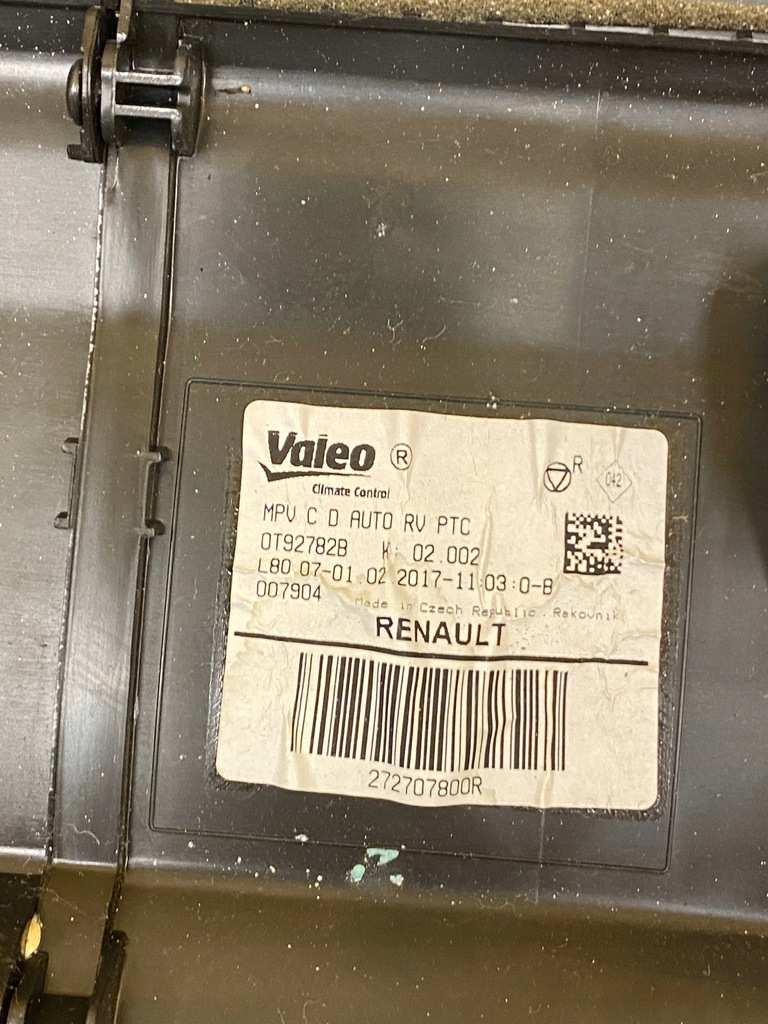 Valeo ®
Climate Control
R
042
MPV C D AUTO RV PTC
0T92782B K: 02.002
L80 07-01.02.2017-11:03:0-B
007904
Made in Czech Republic - Rakovnik
RENAULT
272707800R